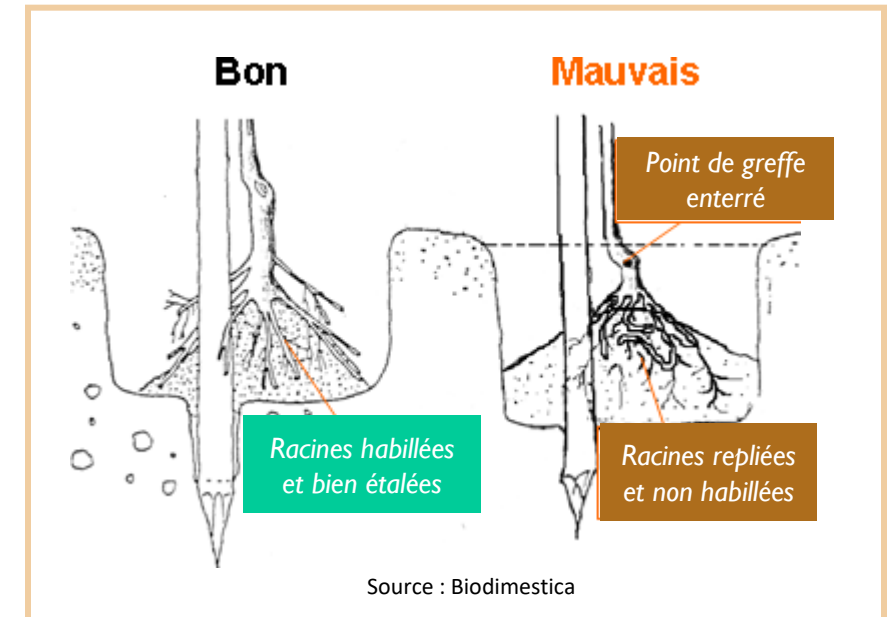 Bon
Mauvais
Point de greffe
enterré
Racines habillées
et bien étalées
Racines repliées
et non habillées
Source : Biodimestica